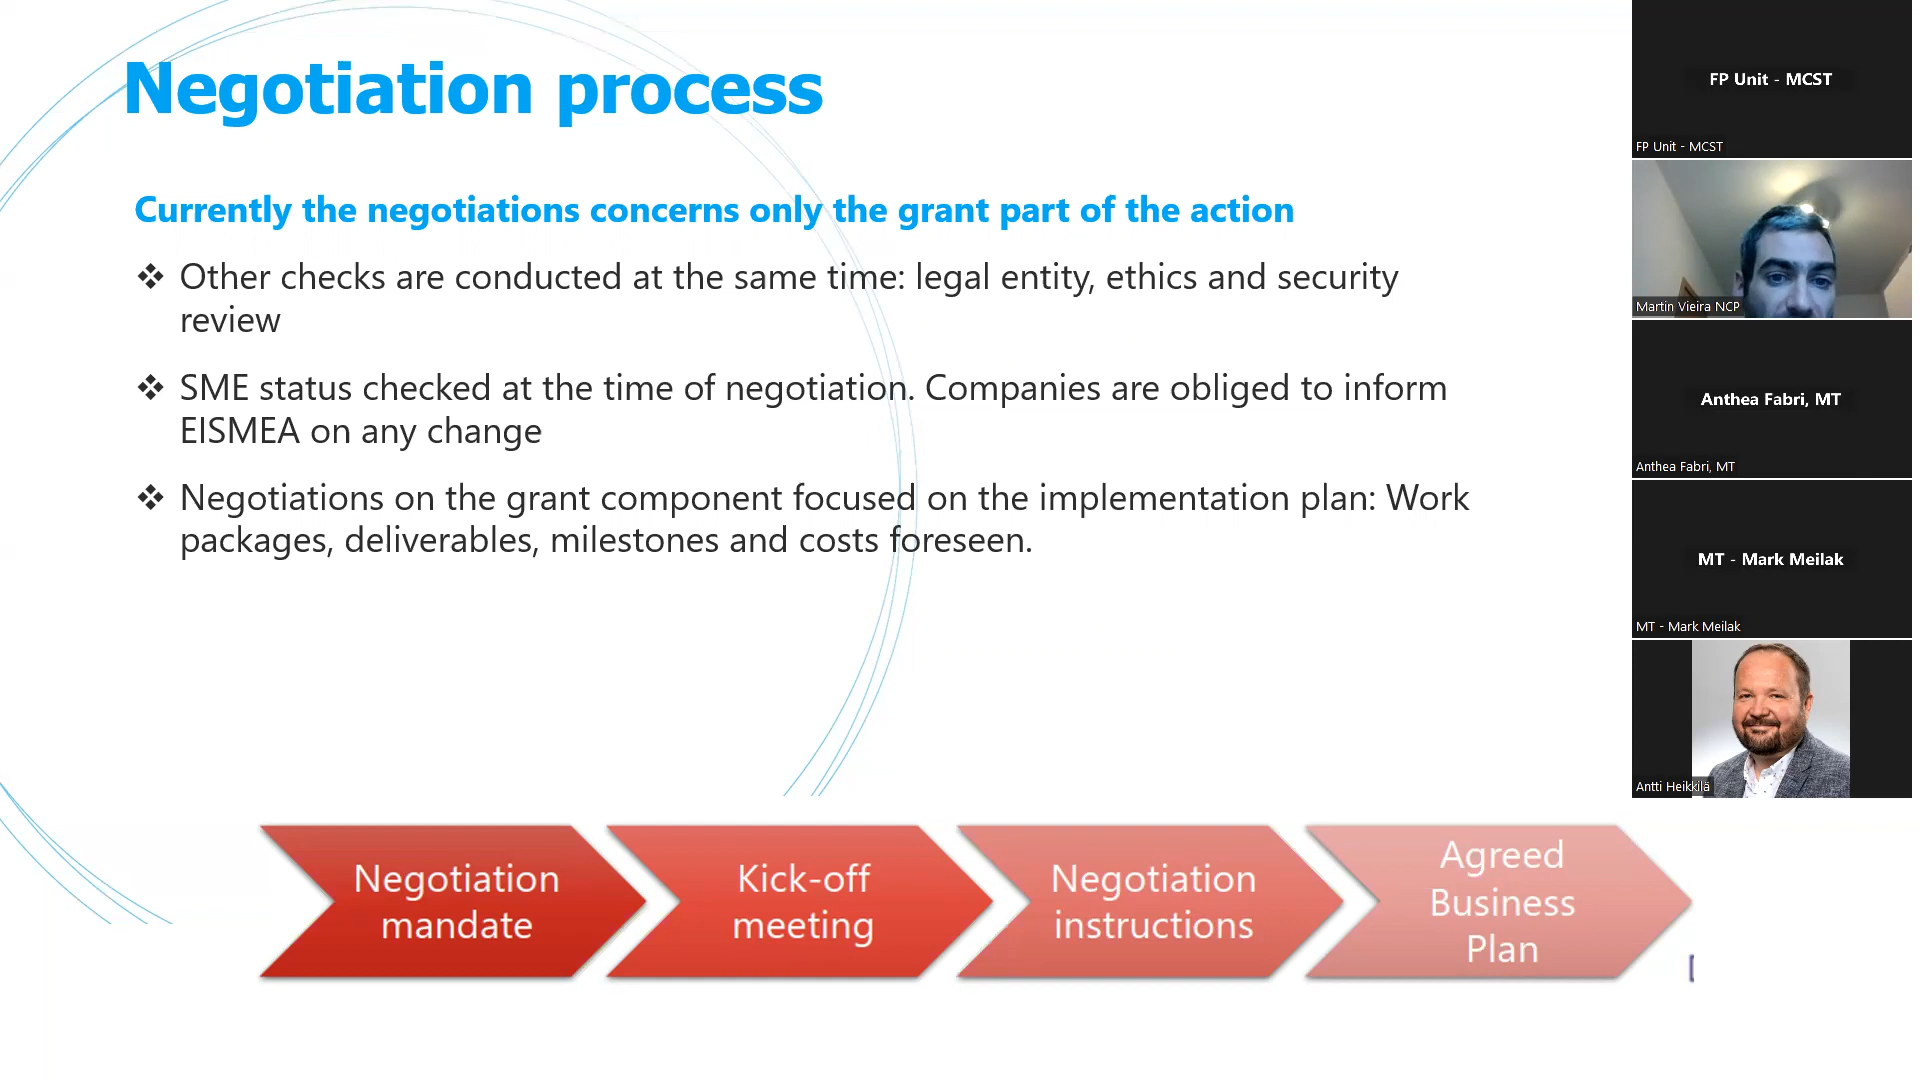 Negotiation process
Currently the negotiations concerns only the grant part of the action
❖ Other checks are conducted at the same time: legal entity, ethics and security
review
❖ SME status checked at the time of negotiation. Companies are obliged to inform
EISMEA on any change
❖ Negotiations on the grant component focused on the implementation plan: Work
packages, deliverables, milestones and costs foreseen.
Negotiation
mandate
Kick-off
meeting
Negotiation
instructions
Agreed
Business
Plan
FP Unit - MCST
FP Unit - MCST
Martin Vieira NCP
Anthea Fabri, MT
Anthea Fabri, MT
MT - Mark Meilak
MT - Mark Meilak
Antti Heikkilä